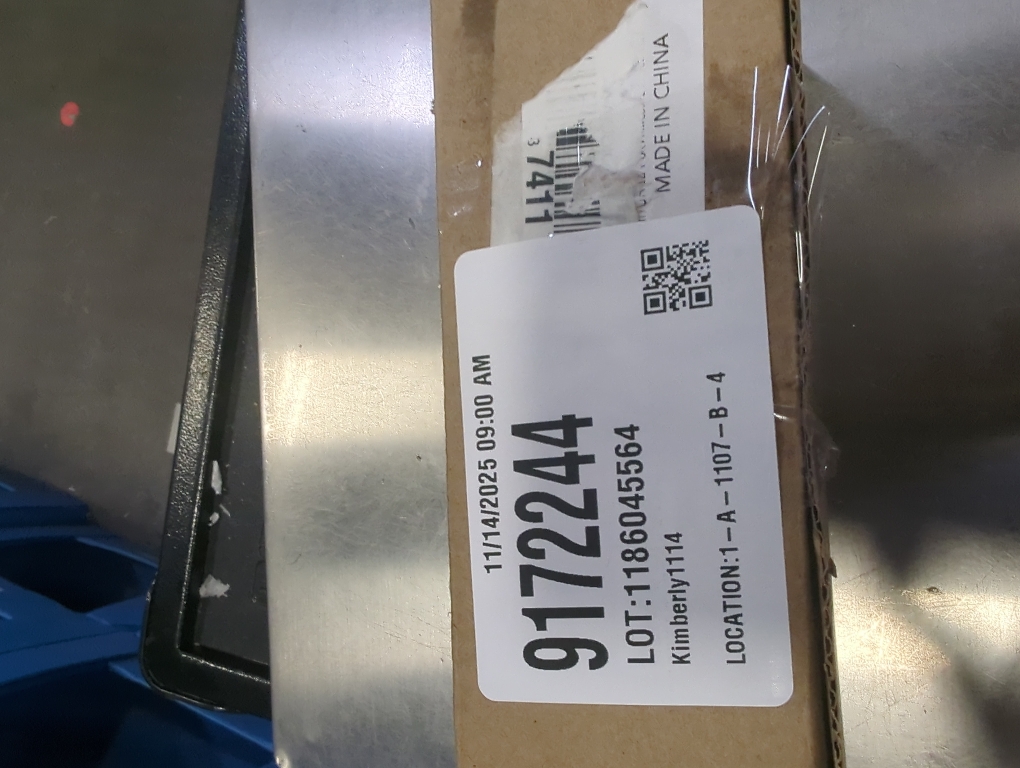 MADE IN CHINA
3
7411
11/14/2025 09:00 AM
9172244
LOT:1186045564
Kimberly1114
LOCATION:1-A-1107-B-4